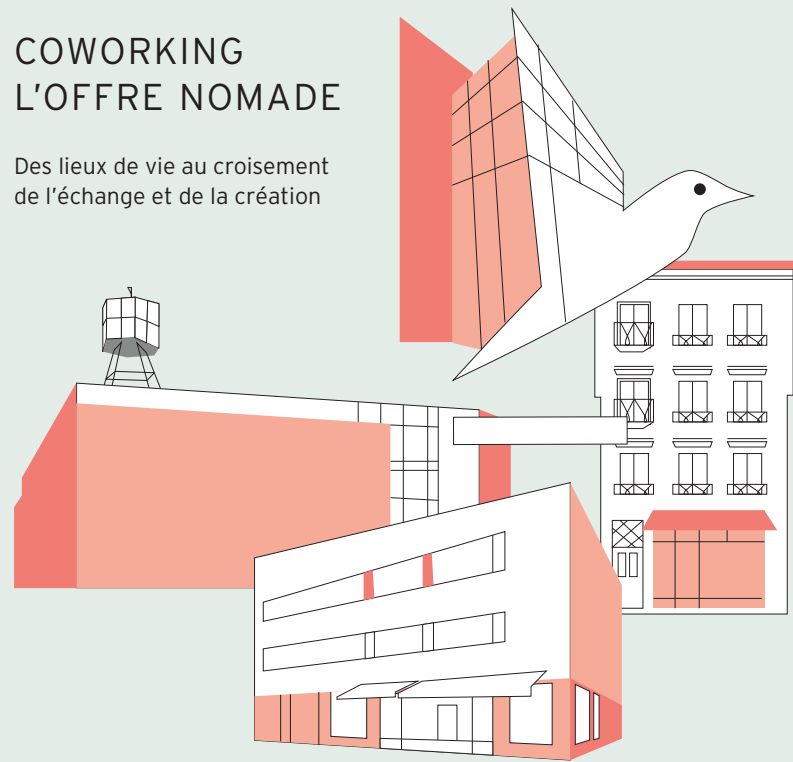 COWORKING
L'OFFRE NOMADE
Des lieux de vie au croisement
de l'échange et de la création